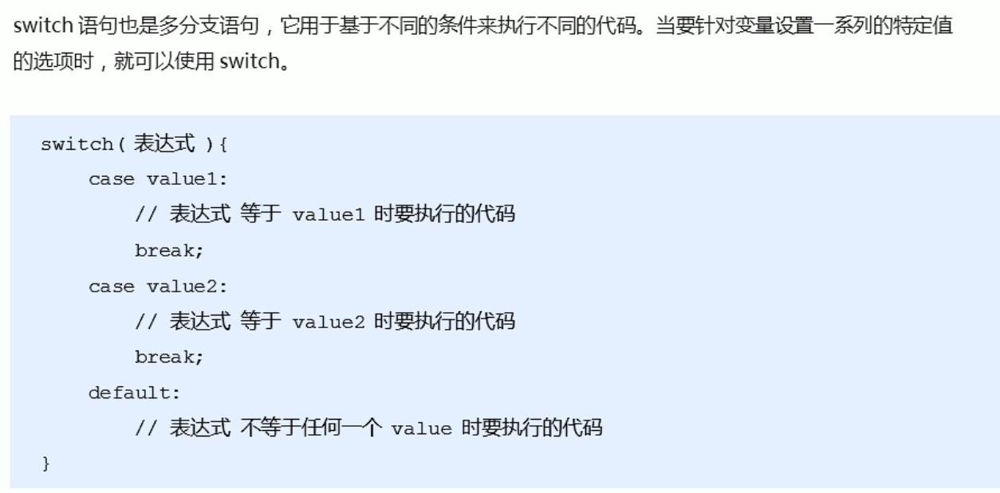 switch 语句也是多分支语句，它用于基于不同的条件来执行不同的代码。当要针对变量设置一系列的特定值
的选项时，就可以使用 switch。
switch( 表达式 ){
    case value1:
        // 表达式 等于 value1 时要执行的代码
        break;
    case value2:
        // 表达式 等于 value2 时要执行的代码
        break;
    default:
        // 表达式 不等于任何一个 value 时要执行的代码
}